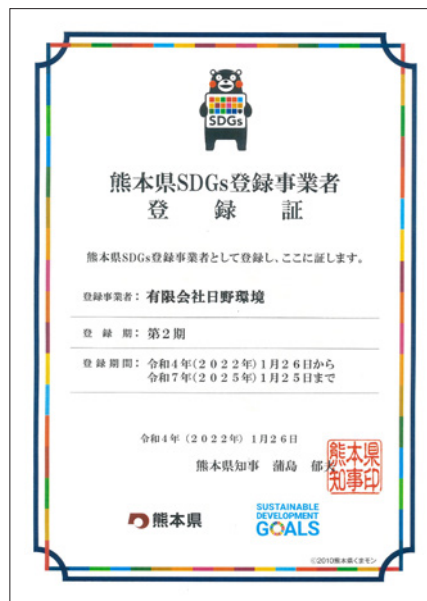 SDGs
熊本県SDGs登録事業者
登録証
熊本県SDGs登録事業者として登録し、ここに証します。
登録事業者：有限会社日野環境
登録期：第2期
登録期間：令和4年(2022年)1月26日から
令和7年(2025年)1月25日まで
令和4年（2022年）1月26日
熊本県知事 蒲島 郁夫
熊本県
知事印
熊本県
SUSTAINABLE
DEVELOPMENT
GOALS
©2010熊本県くまモン